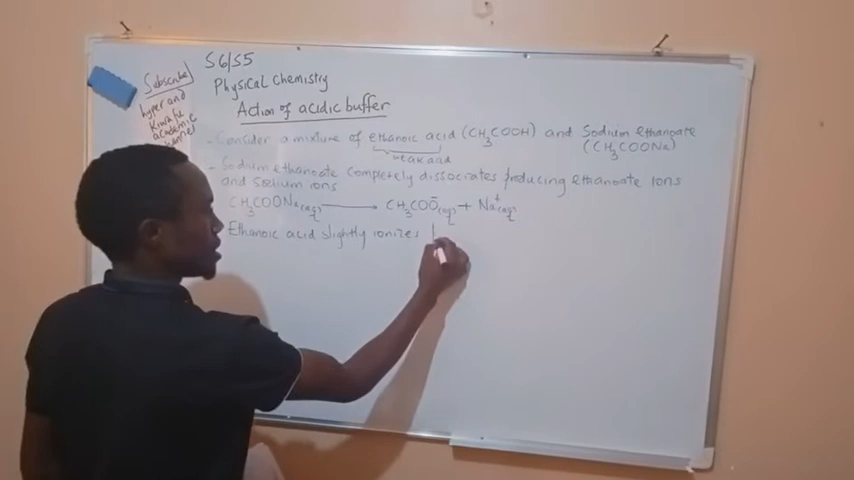 S6/S5
Physical Chemistry
Action of acidic buffer
Subscribe
hyper and
Kiwafu
academic
- Consider a mixture of ethanoic acid (CH₃COOH) and Sodium ethanoate
(CH₃COONa)
weak acid
- Sodium ethanoate completely dissociates producing ethanoate ions
and Sodium ions
CH₃COONa(aq) → CH₃COO⁻(aq) + Na⁺(aq)
Ethanoic acid slightly ionizes